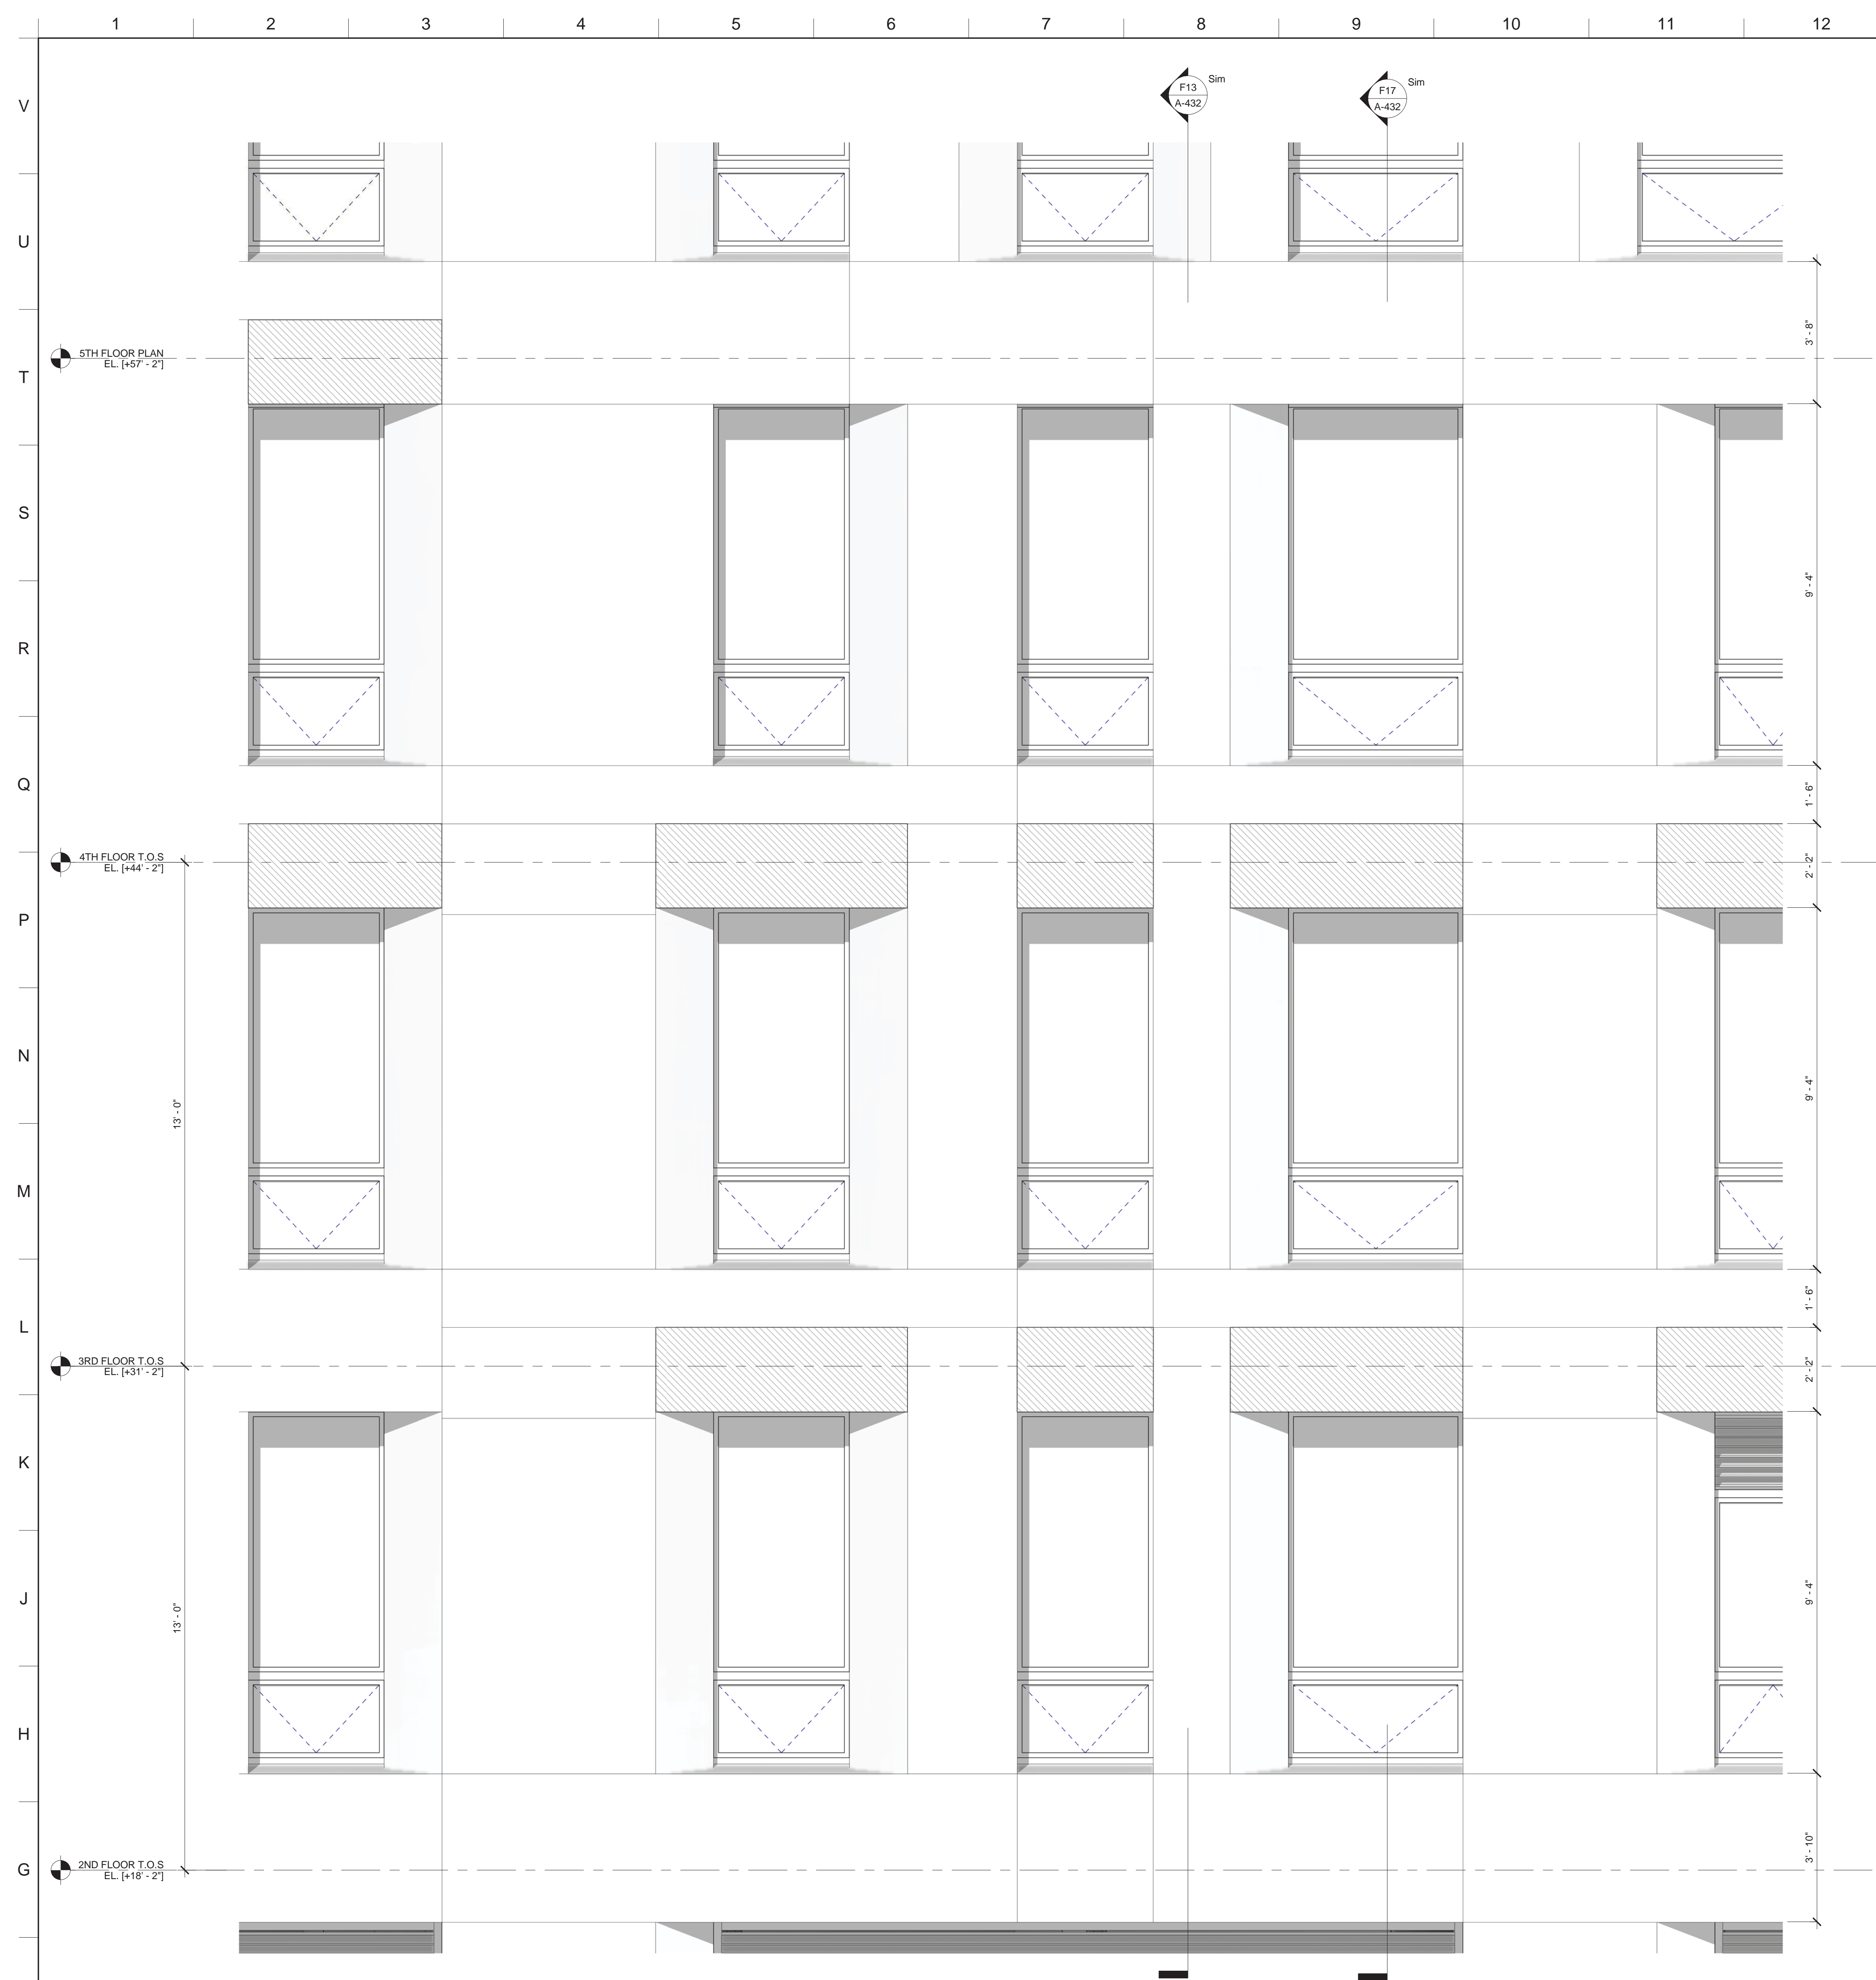 1 2 3 4 5 6 7 8 9 10 11 12
V
F13
A-432
Sim
F17
A-432
Sim
U
3' - 8"
5TH FLOOR PLAN
EL. [+57' - 2"]
T
S
9' - 4"
R
Q
1' - 6"
4TH FLOOR T.O.S
EL. [+44' - 2"]
2' - 2"
P
N
9' - 4"
13' - 0"
M
1' - 6"
L
3RD FLOOR T.O.S
EL. [+31' - 2"]
2' - 2"
K
J
9' - 4"
13' - 0"
H
3' - 10"
G
2ND FLOOR T.O.S
EL. [+18' - 2"]